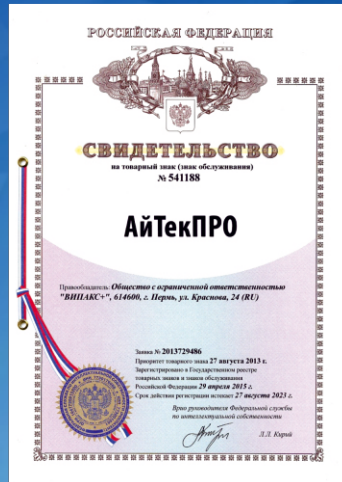 РОССИЙСКАЯ ФЕДЕРАЦИЯ
СВИДЕТЕЛЬСТВО
на товарный знак (знак обслуживания)
№ 541188
АйТекПРО
Правообладатель: Общество с ограниченной ответственностью
"ВИПАКС+", 614600, г. Пермь, ул. Краснова, 24 (RU)
Заявка № 2013729486
Приоритет товарного знака 27 августа 2013 г.
Зарегистрировано в Государственном реестре
товарных знаков и знаков обслуживания
Российской Федерации 29 апреля 2015 г.
Срок действия регистрации истекает 27 августа 2023 г.
Врио руководителя Федеральной службы
по интеллектуальной собственности
Л.Л. Кирий